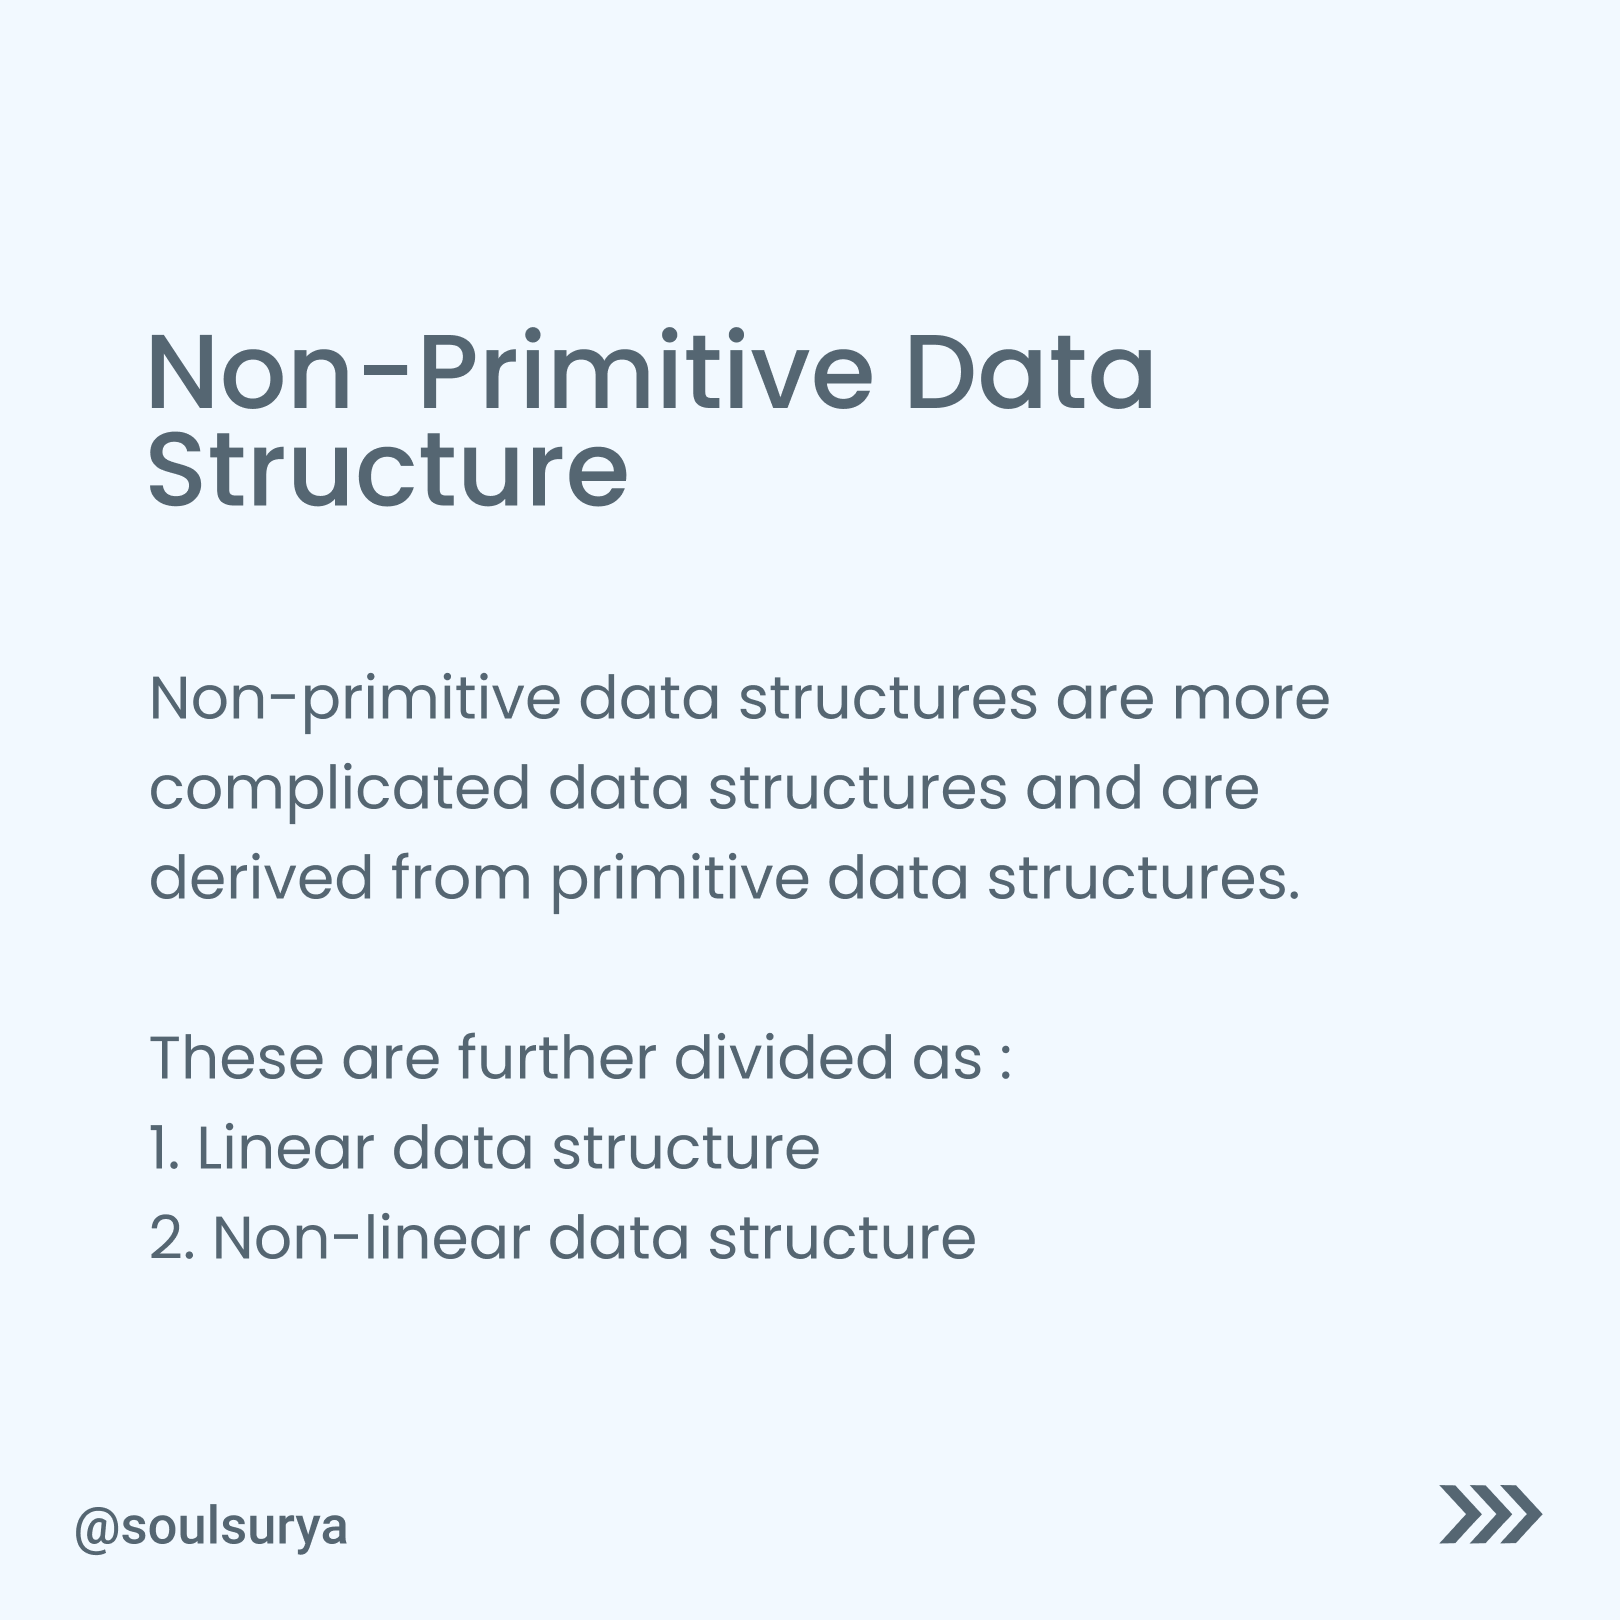 Non-Primitive Data
Structure
Non-primitive data structures are more
complicated data structures and are
derived from primitive data structures.
These are further divided as :
1. Linear data structure
2. Non-linear data structure
@soulsurya